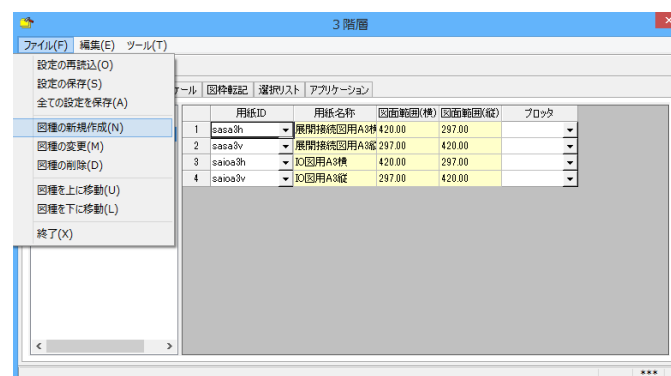 3階層
ファイル(F) 編集(E) ツール(T)
設定の再読込(O)
設定の保存(S)
全ての設定を保存(A)
図種の新規作成(N)
図種の変更(M)
図種の削除(D)
図種を上に移動(U)
図種を下に移動(L)
終了(X)
ール 図枠転記 選択リスト アプリケーション
用紙ID 用紙名称 図面範囲(横) 図面範囲(縦) プロッタ
1 sasa3h 展開接続図用A3横 420.00 297.00
2 sasa3v 展開接続図用A3縦 297.00 420.00
3 saioa3h IO図用A3横 420.00 297.00
4 saioa3v IO図用A3縦 297.00 420.00
***